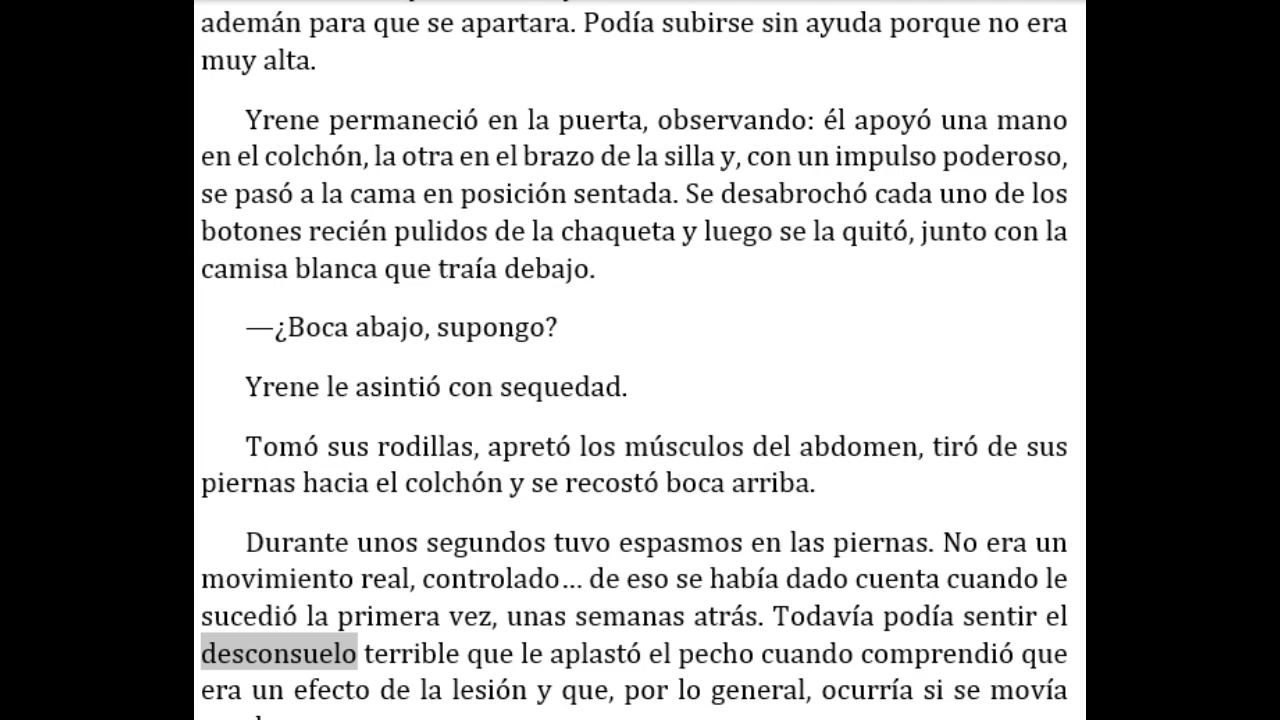 ademán para que se apartara. Podía subirse sin ayuda porque no era
muy alta.
Yrene permaneció en la puerta, observando: él apoyó una mano
en el colchón, la otra en el brazo de la silla y, con un impulso poderoso,
se pasó a la cama en posición sentada. Se desabrochó cada uno de los
botones recién pulidos de la chaqueta y luego se la quitó, junto con la
camisa blanca que traía debajo.
—¿Boca abajo, supongo?
Yrene le asintió con sequedad.
Tomó sus rodillas, apretó los músculos del abdomen, tiró de sus
piernas hacia el colchón y se recostó boca arriba.
Durante unos segundos tuvo espasmos en las piernas. No era un
movimiento real, controlado… de eso se había dado cuenta cuando le
sucedió la primera vez, unas semanas atrás. Todavía podía sentir el
desconsuelo terrible que le aplastó el pecho cuando comprendió que
era un efecto de la lesión y que, por lo general, ocurría si se movía